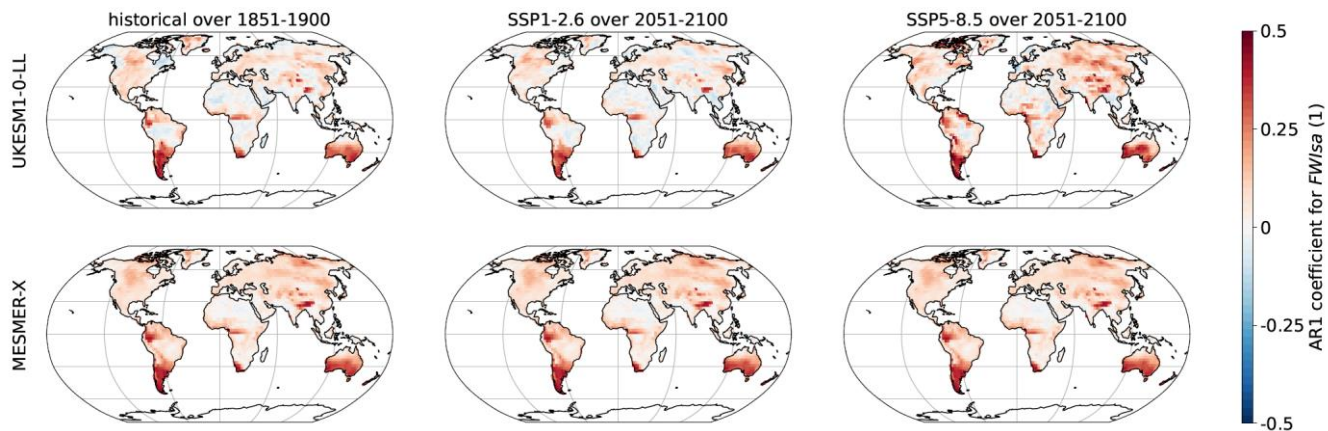 historical over 1851-1900
SSP1-2.6 over 2051-2100
SSP5-8.5 over 2051-2100
UKESM1-0-LL
MESMER-X
0.5
0.25
0
-0.25
-0.5
AR1 coefficient for FWIsa (1)